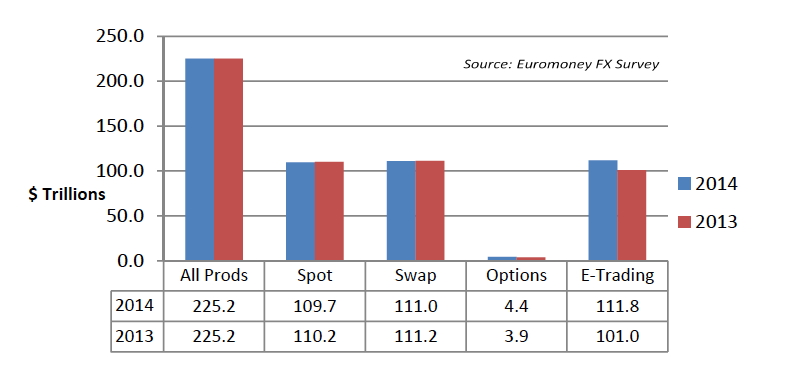 250.0
Source: Euromoney FX Survey
200.0
150.0
100.0
$ Trillions
50.0
0.0
2014
2013
All Prods Spot Swap Options E-Trading
2014 225.2 109.7 111.0 4.4 111.8
2013 225.2 110.2 111.2 3.9 101.0